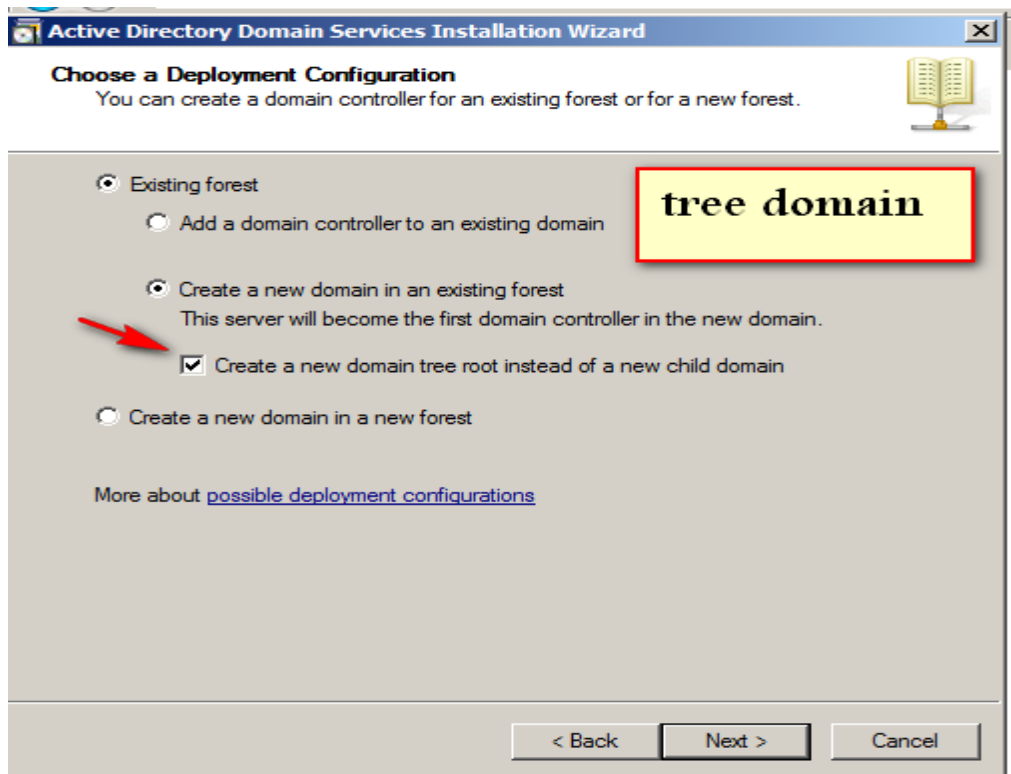 Active Directory Domain Services Installation Wizard
Choose a Deployment Configuration
You can create a domain controller for an existing forest or for a new forest.
Existing forest
tree domain
Add a domain controller to an existing domain
Create a new domain in an existing forest
This server will become the first domain controller in the new domain.
Create a new domain tree root instead of a new child domain
Create a new domain in a new forest
More about possible deployment configurations
< Back
Next >
Cancel